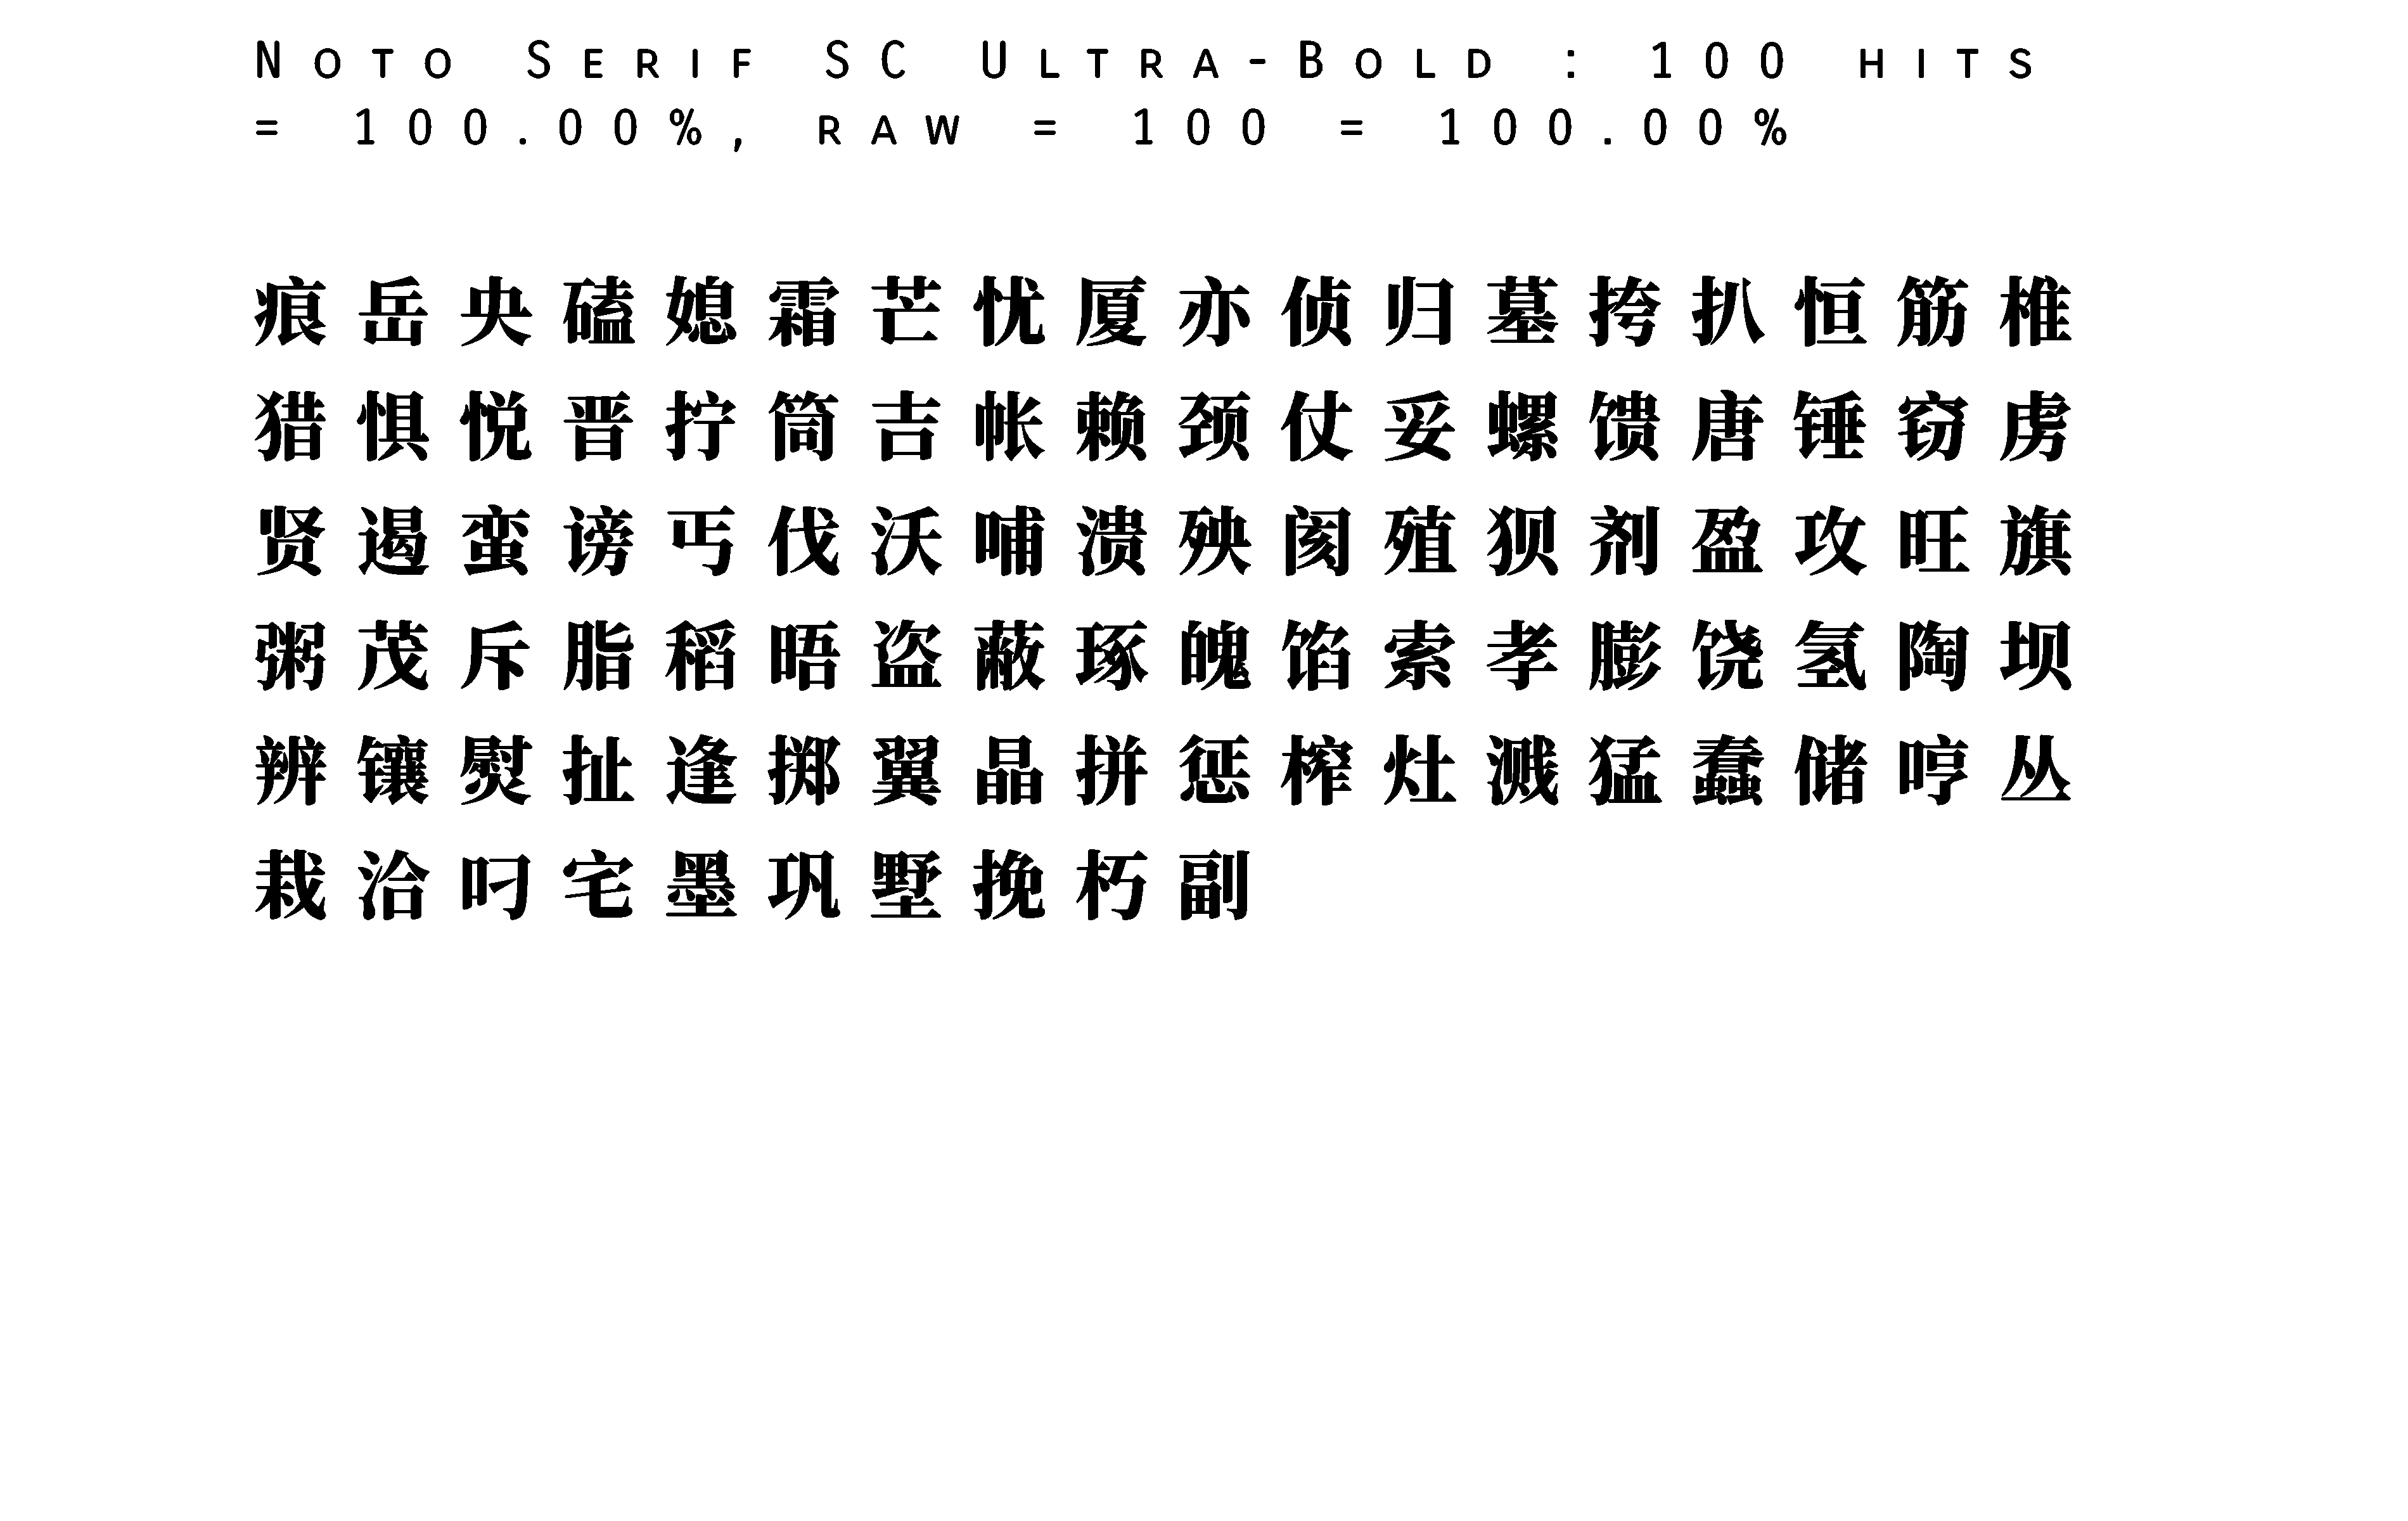 Noto Serif SC Ultra-Bold : 100 hits
= 100.00%, raw = 100 = 100.00%
痕岳央磕媳霜芒忧厦亦侦归墓挎扒恒筋椎
猎惧悦晋拧筒吉帐赖颈仗妥螺馈唐锤窃虏
贤遏蛮谤丐伐沃哺溃殃阂殖狈剂盈攻旺旗
粥茂斥脂稻晤盗蔽琢魄馅索孝膨饶氢陶坝
辨镶熨扯逢掷翼晶拼惩榨灶溅猛蠢储哼丛
栽洽叼宅墨巩墅挽朽副